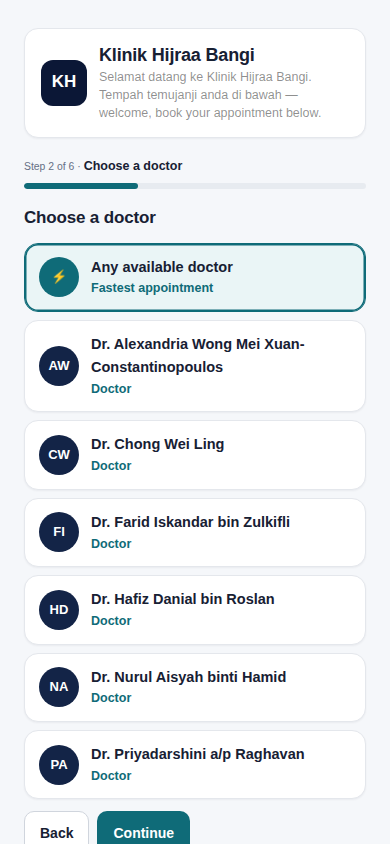 KH
Klinik Hijraa Bangi
Selamat datang ke Klinik Hijraa Bangi.
Tempah temujanji anda di bawah —
welcome, book your appointment below.
Step 2 of 6 · Choose a doctor
Choose a doctor
Any available doctor
Fastest appointment
AW
Dr. Alexandria Wong Mei Xuan-
Constantinopoulos
Doctor
CW
Dr. Chong Wei Ling
Doctor
FI
Dr. Farid Iskandar bin Zulkifli
Doctor
HD
Dr. Hafiz Danial bin Roslan
Doctor
NA
Dr. Nurul Aisyah binti Hamid
Doctor
PA
Dr. Priyadarshini a/p Raghavan
Doctor
Back Continue